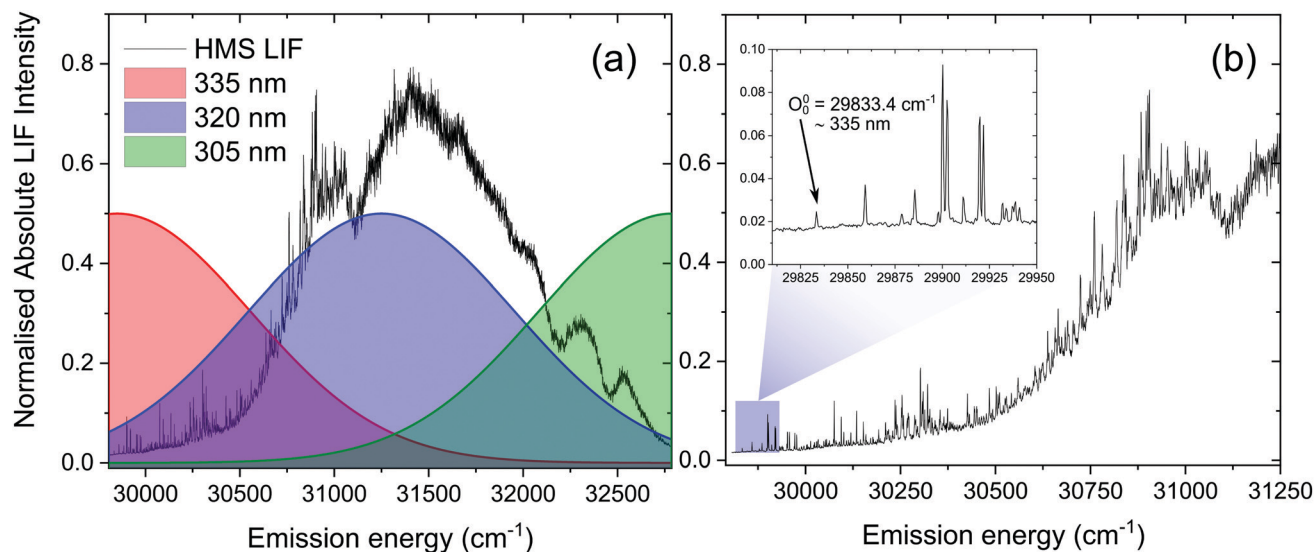 Normalised Absolute LIF Intensity
0.8
0.6
0.4
0.2
0.0
HMS LIF
335 nm
320 nm
305 nm
(a)
30000 30500 31000 31500 32000 32500
Emission energy (cm⁻¹)
0.8
0.6
0.4
0.2
0.0
(b)
0.10
0.08
0.06
0.04
0.02
0.00
O⁰₀ = 29833.4 cm⁻¹
~ 335 nm
29825 29850 29875 29900 29925 29950
30000 30250 30500 30750 31000 31250
Emission energy (cm⁻¹)